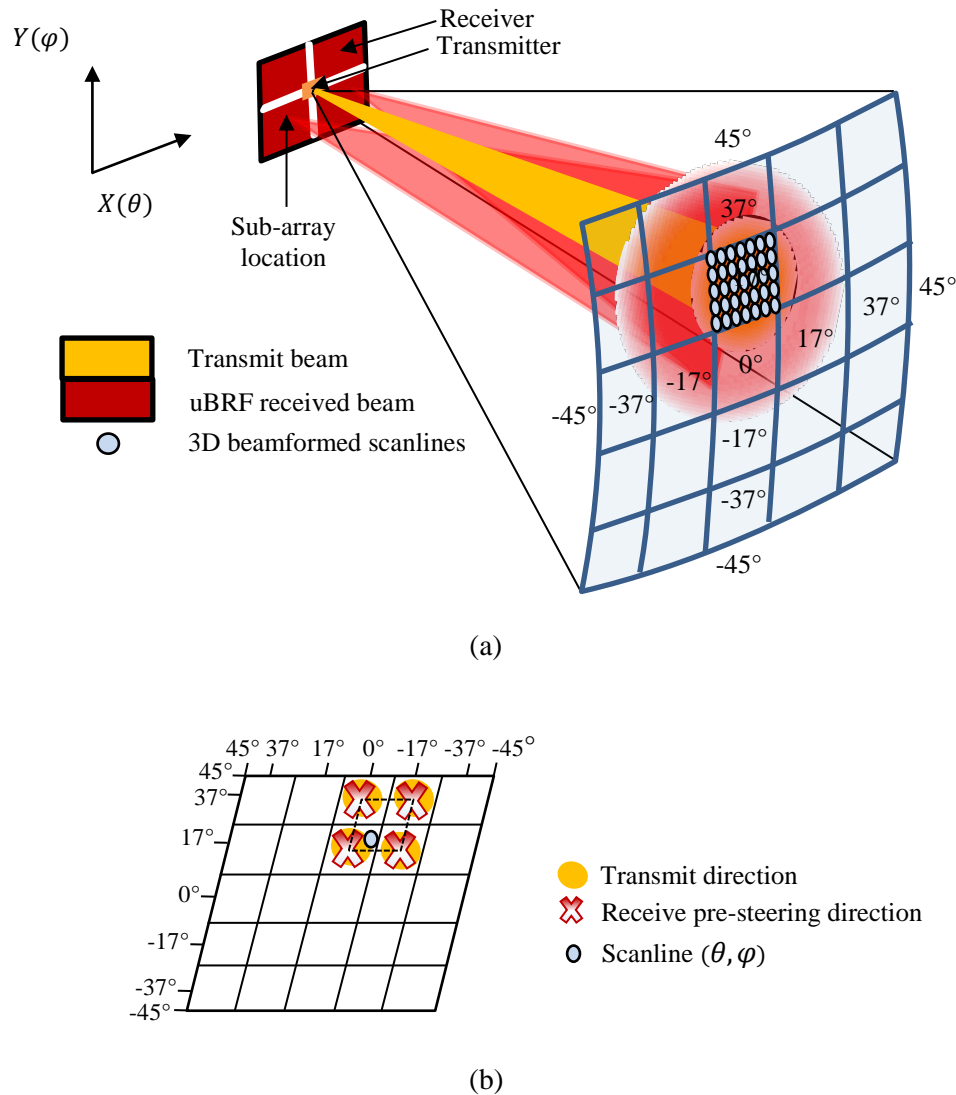 Receiver
Transmitter
Y(φ)
X(θ)
Sub-array
location
45°
37°
45°
37°
17°
0°
-17°
-37°
-45°
-17°
-37°
-45°
Transmit beam
uBRF received beam
3D beamformed scanlines
(a)
45° 37° 17° 0° -17° -37° -45°
45°
37°
17°
0°
-17°
-37°
-45°
Transmit direction
Receive pre-steering direction
Scanline (θ, φ)
(b)